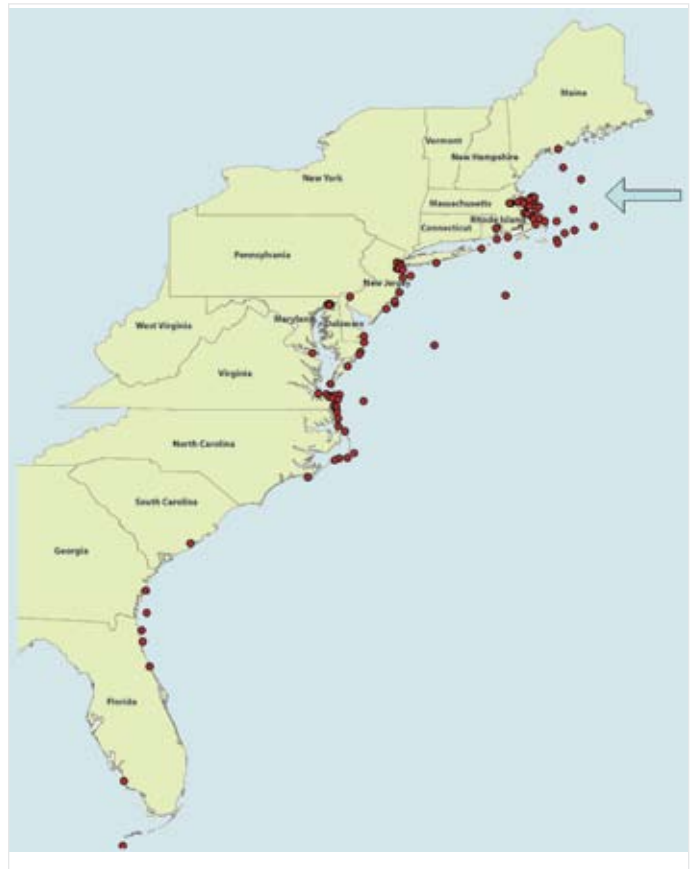 Maine
Vermont
New Hampshire
New York
Massachusetts
Rhode Island
Connecticut
Pennsylvania
New Jersey
Maryland
Delaware
West Virginia
Virginia
North Carolina
South Carolina
Georgia
Florida